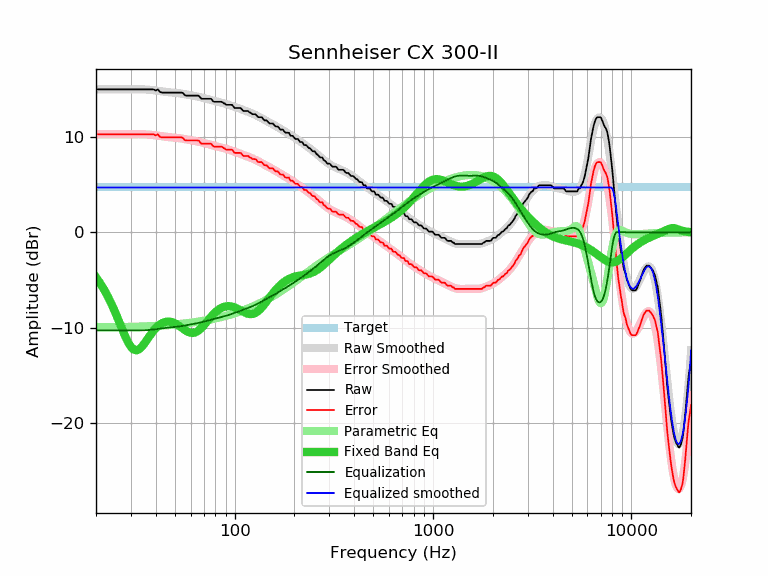 Sennheiser CX 300-II
Amplitude (dBr)
10
0
−10
−20
Target
Raw Smoothed
Error Smoothed
Raw
Error
Parametric Eq
Fixed Band Eq
Equalization
Equalized smoothed
100
1000
10000
Frequency (Hz)